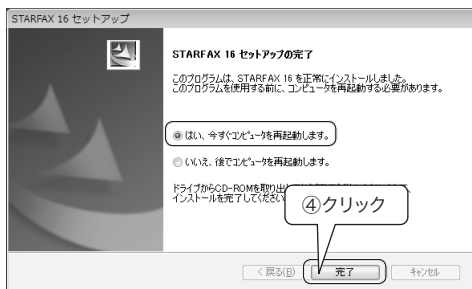 STARFAX 16 セットアップ
STARFAX 16 セットアップの完了
このプログラムは、STARFAX 16 を正常にインストールしました。
このプログラムを使用する前に、コンピュータを再起動する必要があります。
はい、今すぐコンピュータを再起動します。
いいえ、後でコンピュータを再起動します。
ドライブからCD-ROMを取り出し
インストールを完了してください
④クリック
< 戻る(B)
完了
キャンセル